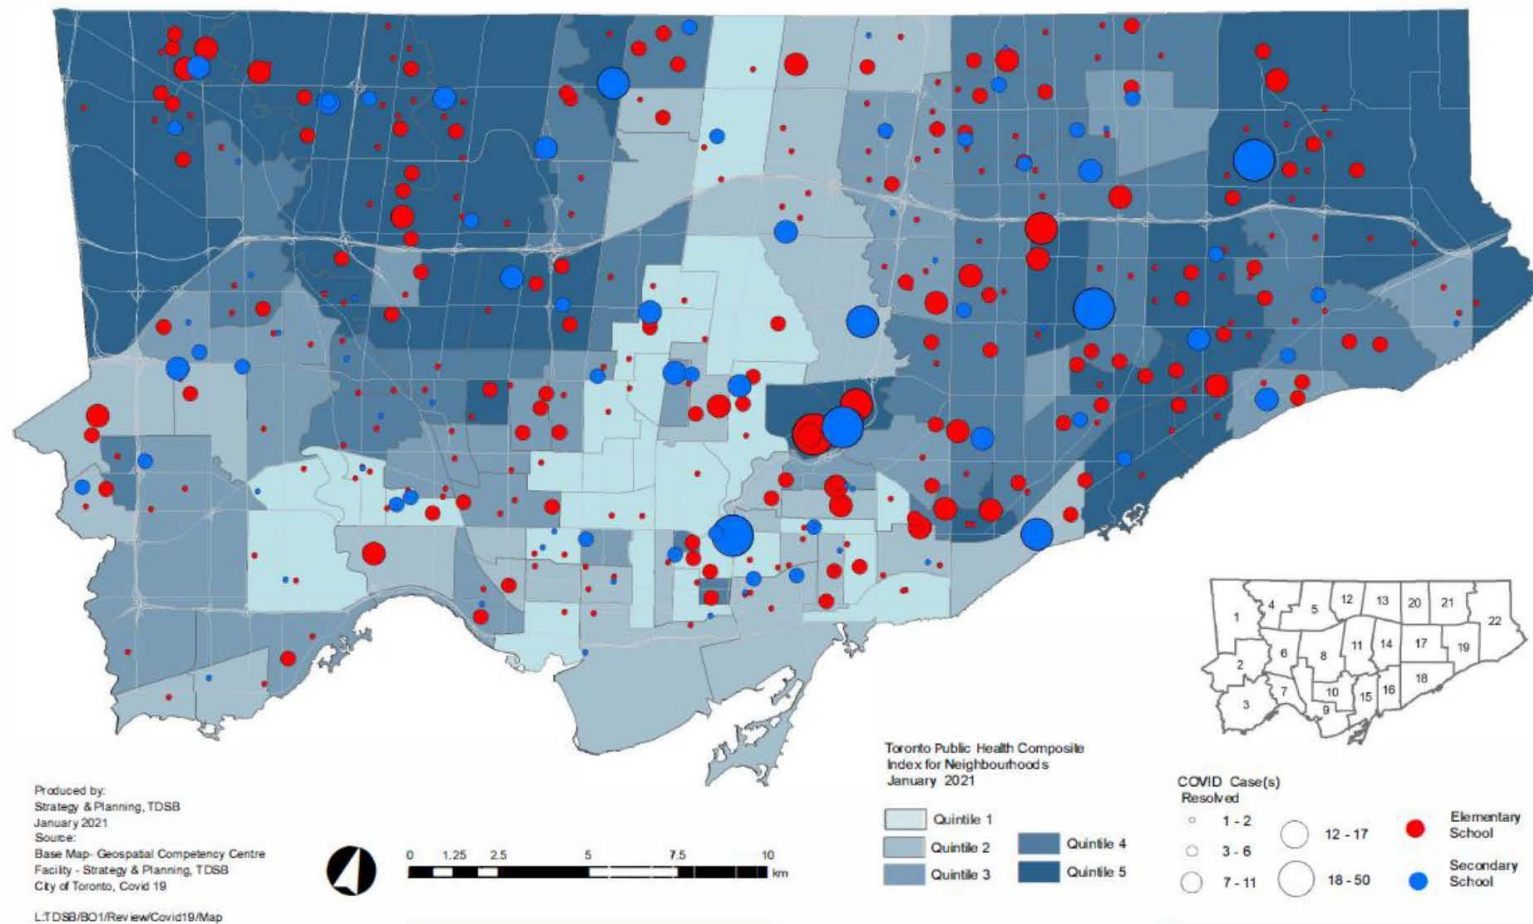 1
4
5
12
13
20
21
22
2
6
8
11
14
17
19
3
7
10
9
15
16
18
Toronto Public Health Composite
Index for Neighbourhoods
January 2021
Quintile 1
Quintile 2
Quintile 3
Quintile 4
Quintile 5
COVID Case(s)
Resolved
1 - 2
3 - 6
7 - 11
12 - 17
18 - 50
Elementary
School
Secondary
School
Produced by:
Strategy & Planning, TDSB
January 2021
Source:
Base Map- Geospatial Competency Centre
Facility - Strategy & Planning, TDSB
City of Toronto, Covid 19
L:TDSB/BO1/Review/Covid19/Map
0 1.25 2.5 5 7.5 10
km